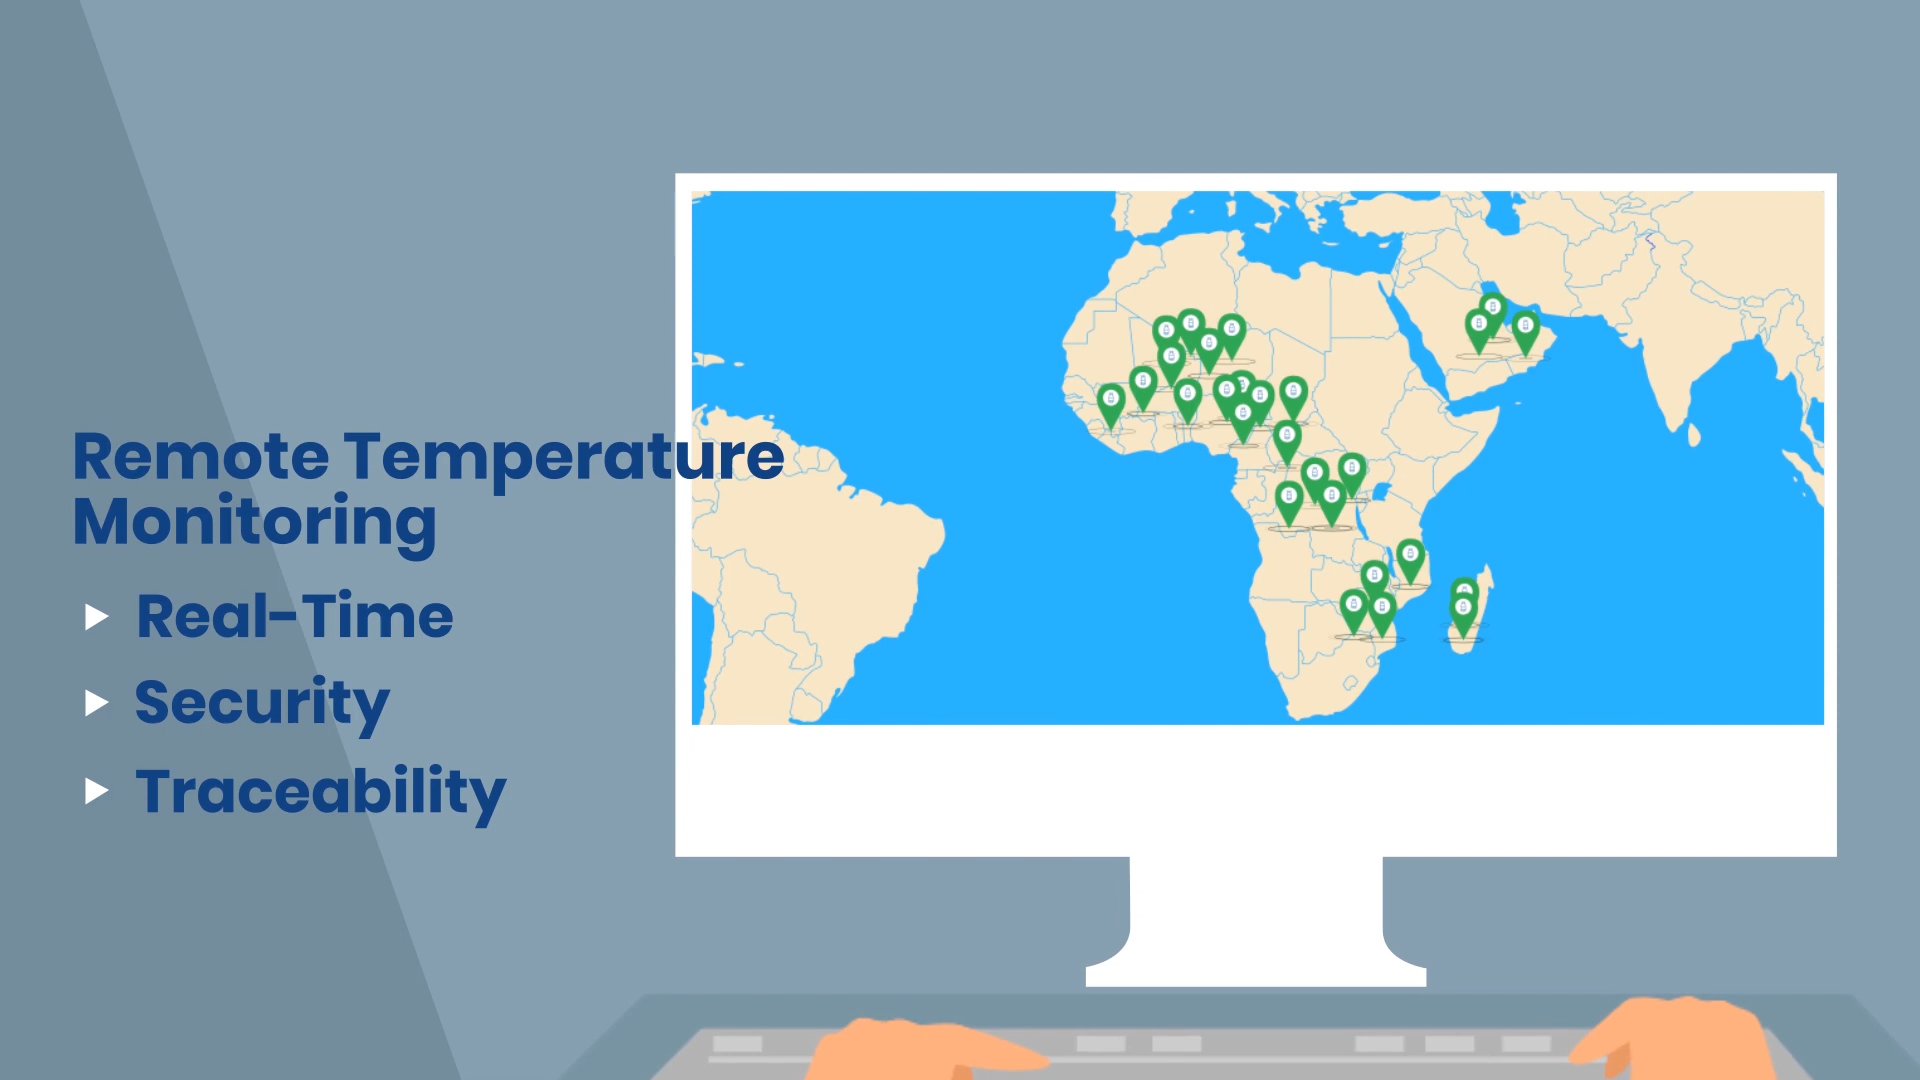 Remote Temperature
Monitoring
Real-Time
Security
Traceability